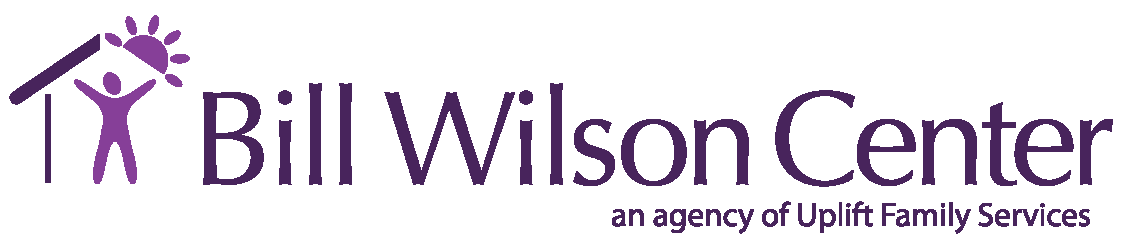 Bill Wilson Center
an agency of Uplift Family Services